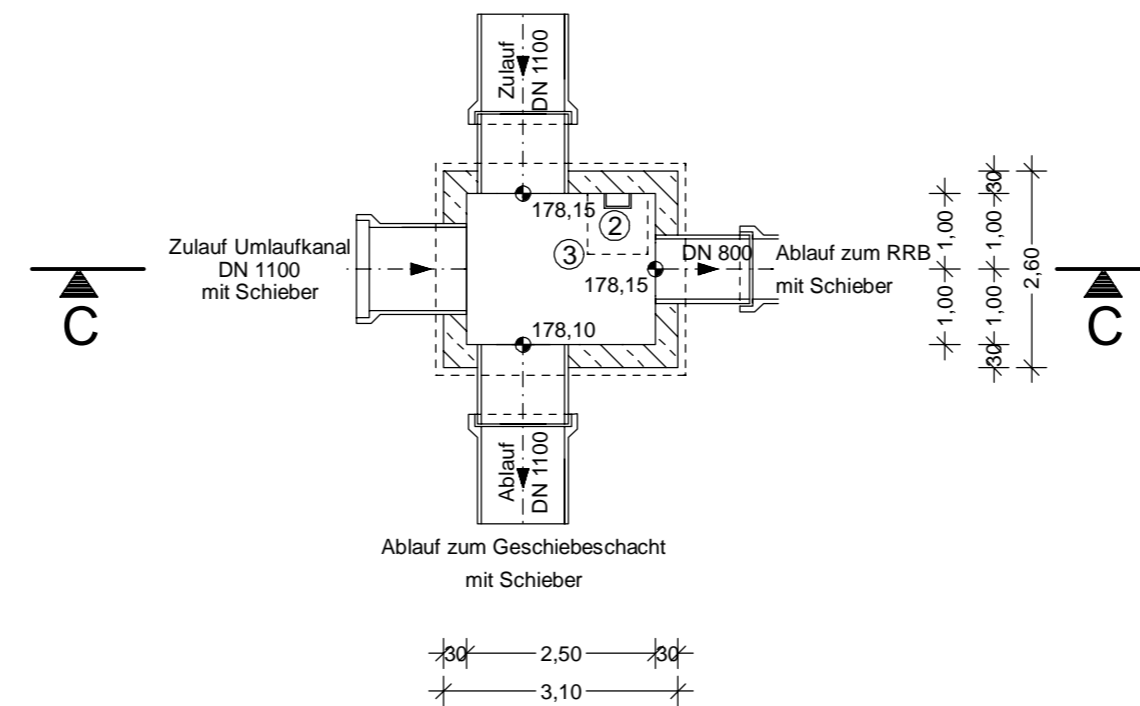 Zulauf
DN 1100
178,15
2
3
Zulauf Umlaufkanal
DN 1100
mit Schieber
DN 800
Ablauf zum RRB
mit Schieber
178,15
178,10
C
C
Ablauf
DN 1100
Ablauf zum Geschiebeschacht
mit Schieber
1,00
1,00
30
1,00
1,00
30
2,60
30
2,50
30
3,10